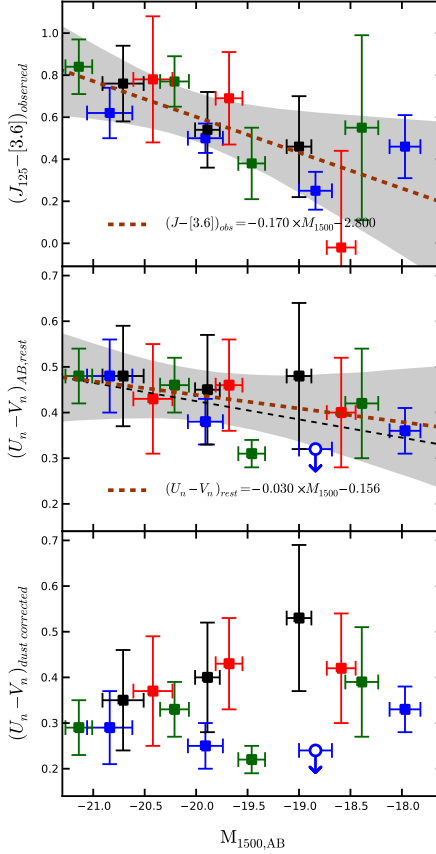 (J125−[3.6])observed
0.8
0.6
0.4
0.2
0.0
(J−[3.6])obs=−0.170×M1500−2.800
(Un−Vn)AB,rest
0.7
0.6
0.5
0.4
0.3
0.2
(Un−Vn)rest=−0.030×M1500−0.156
(Un−Vn)dust corrected
0.7
0.6
0.5
0.4
0.3
0.2
−21.0 −20.5 −20.0 −19.5 −19.0 −18.5 −18.0
M1500,AB